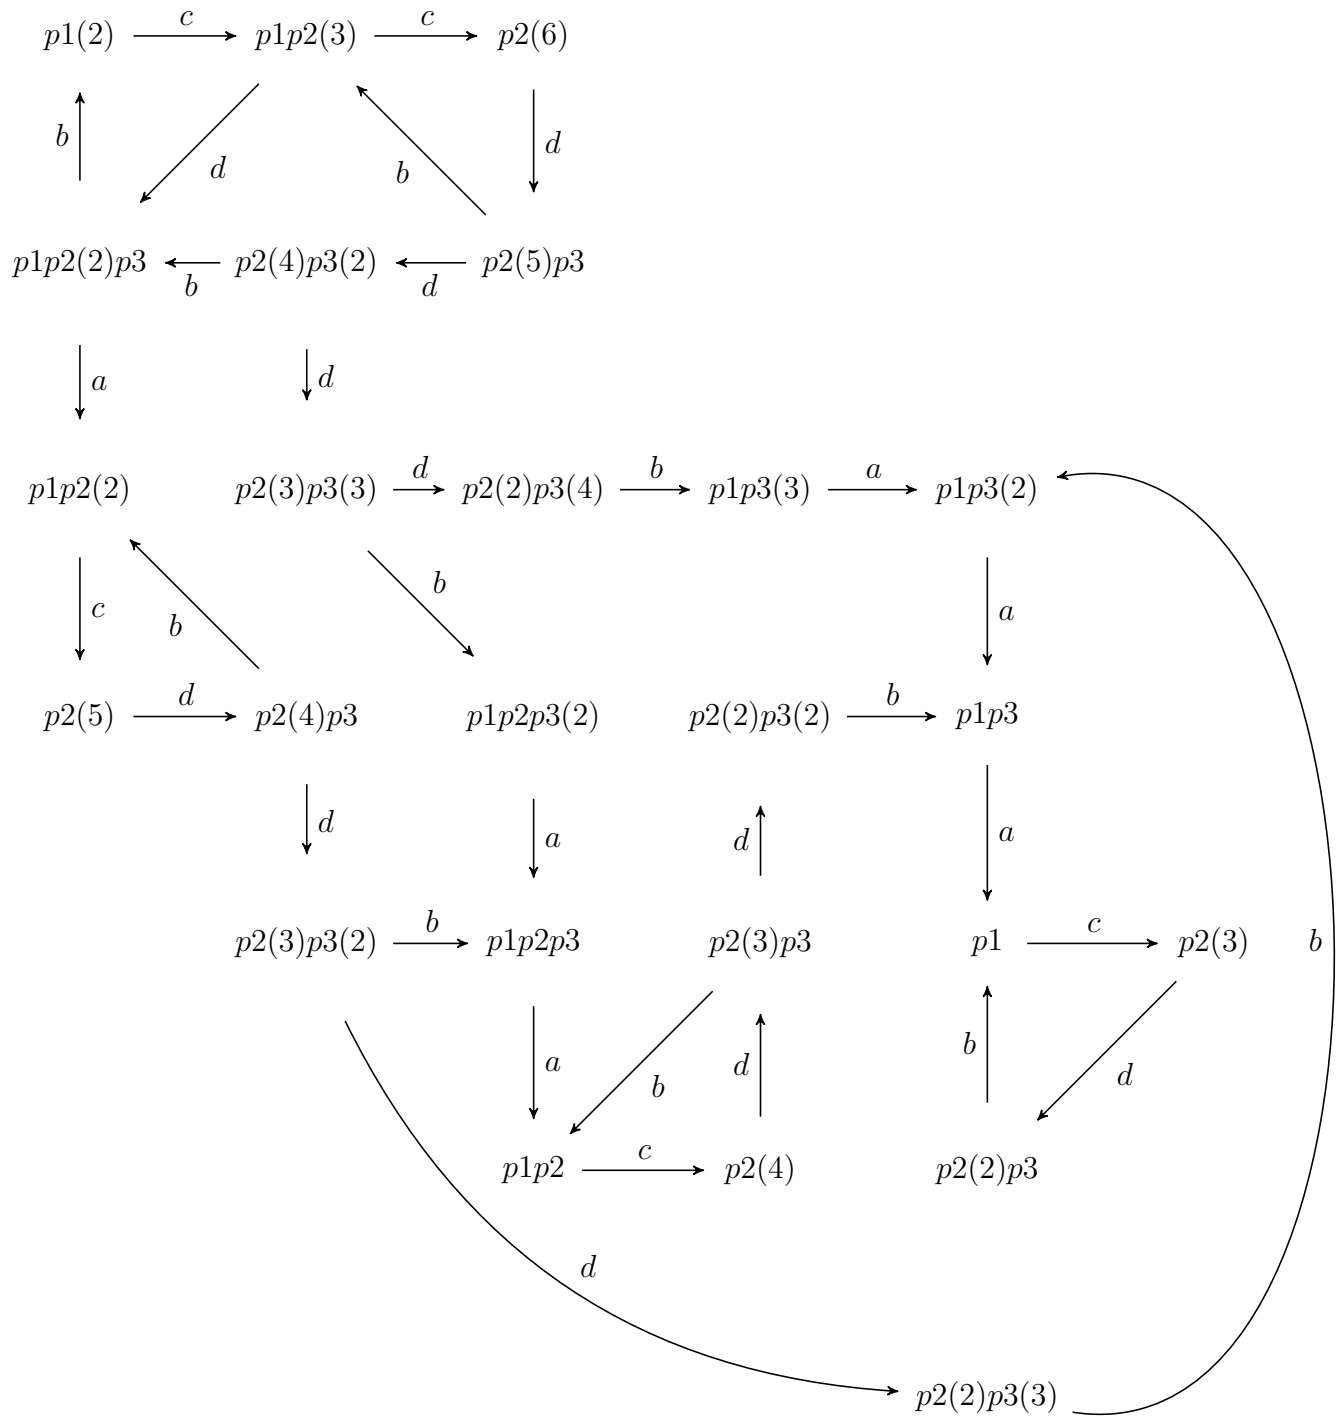 p1(2) c p1p2(3) c p2(6)
b d b d
p1p2(2)p3 b p2(4)p3(2) d p2(5)p3
a d
p1p2(2) p2(3)p3(3) d p2(2)p3(4) b p1p3(3) a p1p3(2)
c b b a
p2(5) d p2(4)p3 p1p2p3(2) p2(2)p3(2) b p1p3
d a d a
p2(3)p3(2) b p1p2p3 p2(3)p3 p1 c p2(3) b
a b d b d
p1p2 c p2(4) p2(2)p3
d
p2(2)p3(3)